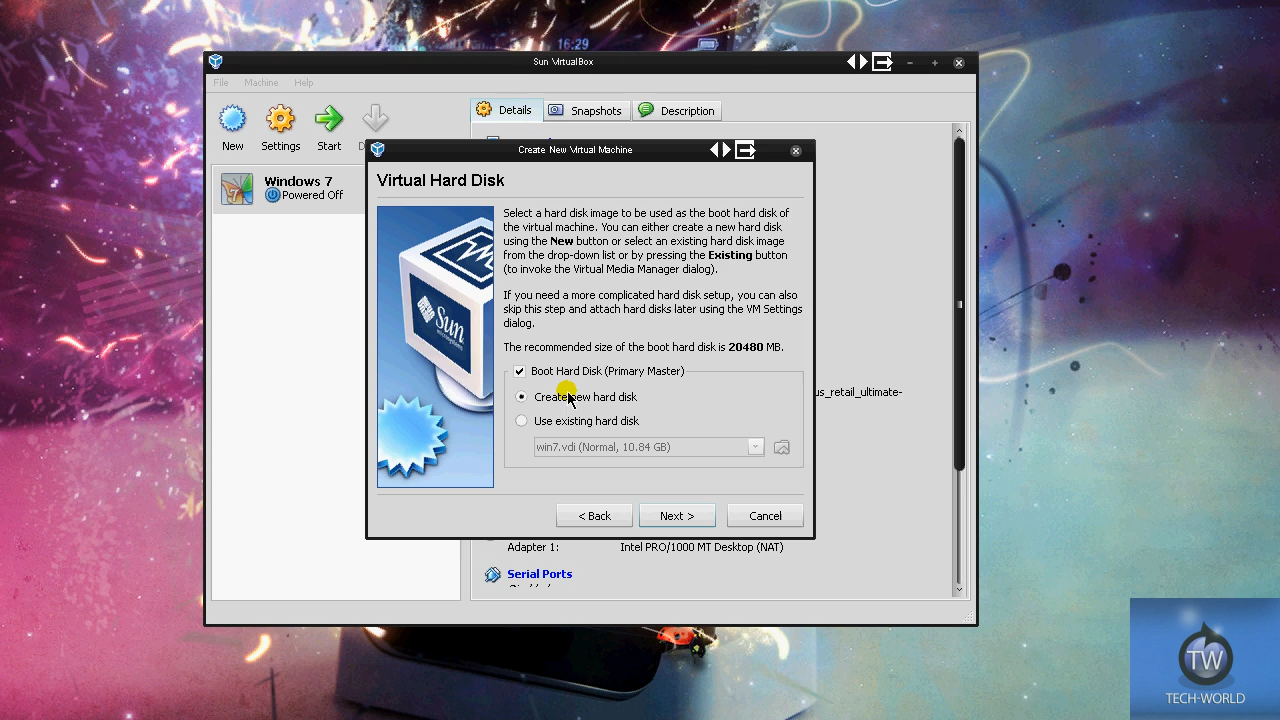 16:29
Sun VirtualBox
File Machine Help
New Settings Start
Details Snapshots Description
Windows 7
Powered Off
Create New Virtual Machine
Virtual Hard Disk
Select a hard disk image to be used as the boot hard disk of
the virtual machine. You can either create a new hard disk
using the New button or select an existing hard disk image
from the drop-down list or by pressing the Existing button
(to invoke the Virtual Media Manager dialog).
If you need a more complicated hard disk setup, you can also
skip this step and attach hard disks later using the VM Settings
dialog.
The recommended size of the boot hard disk is 20480 MB.
Boot Hard Disk (Primary Master)
Create new hard disk
Use existing hard disk
win7.vdi (Normal, 10.84 GB)
< Back Next > Cancel
Sun
microsystems
us_retail_ultimate-
Adapter 1: Intel PRO/1000 MT Desktop (NAT)
Serial Ports
TW
TECH-WORLD